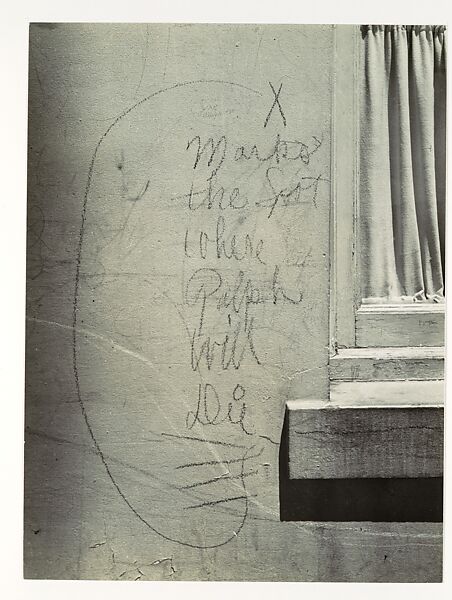 X
Marks
the Spot
where
Ralph
will
Die